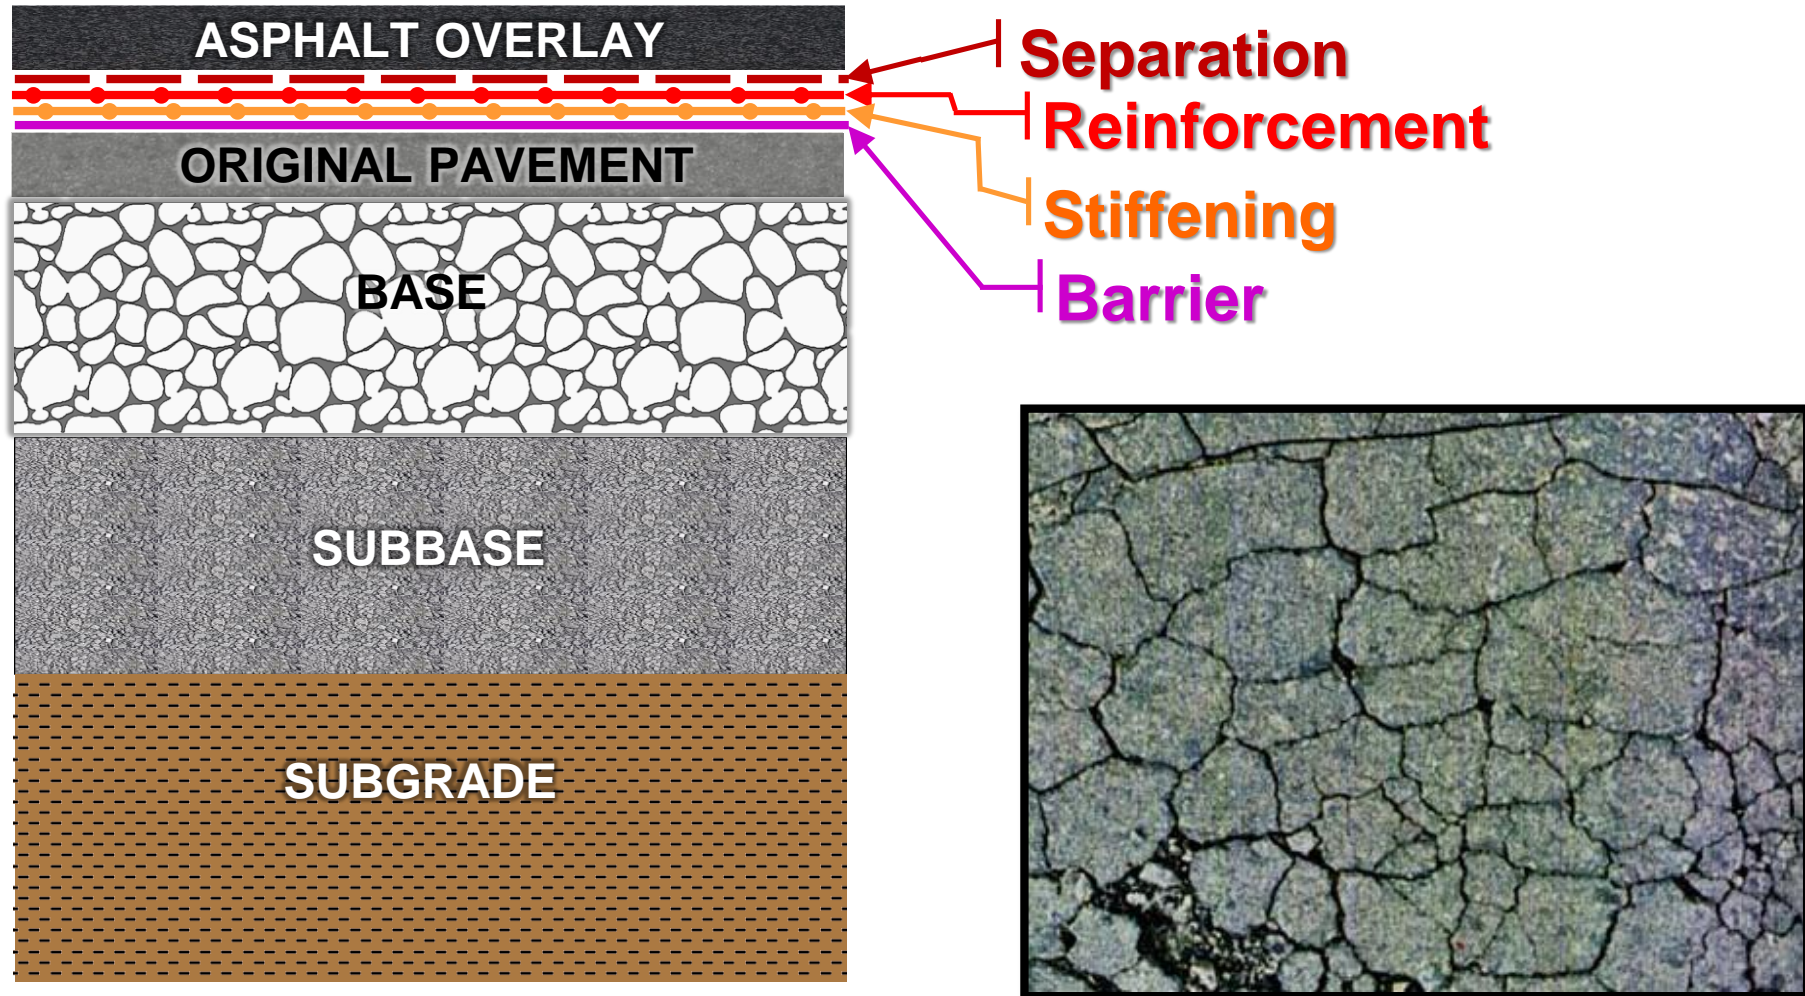 ASPHALT OVERLAY
Separation
Reinforcement
Stiffening
Barrier
ORIGINAL PAVEMENT
BASE
SUBBASE
SUBGRADE